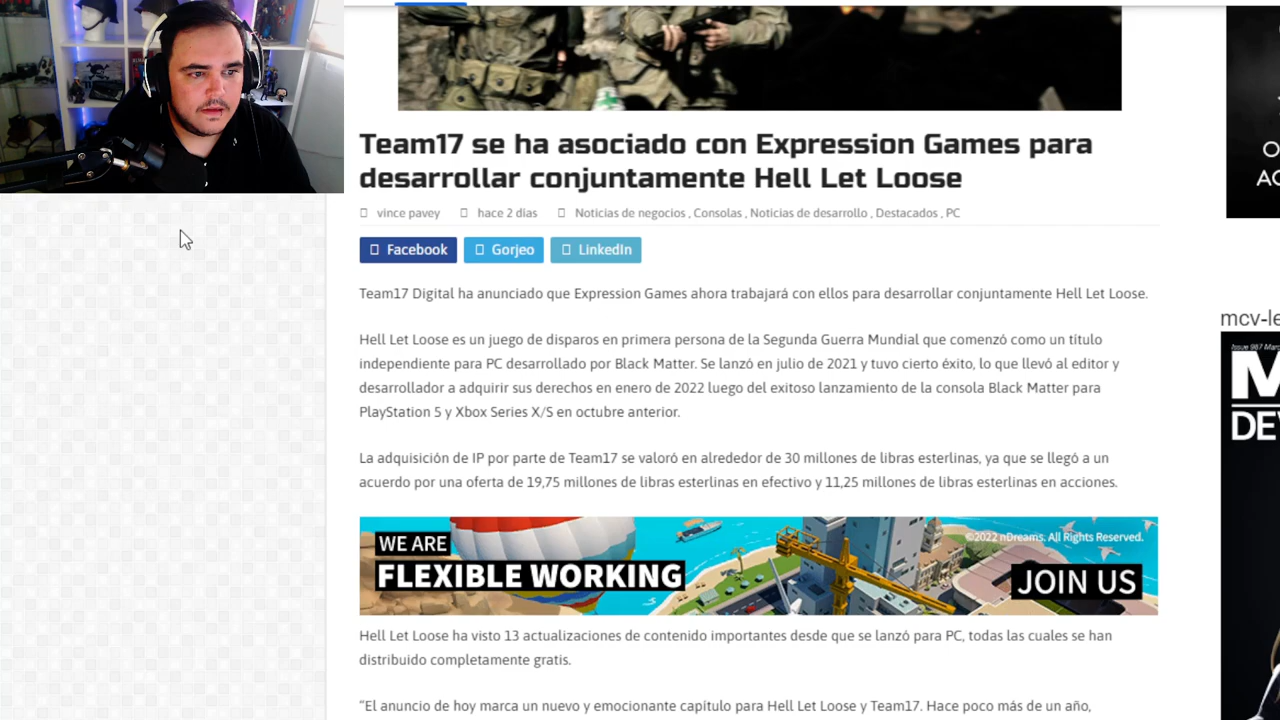 Team17 se ha asociado con Expression Games para
desarrollar conjuntamente Hell Let Loose
vince pavey hace 2 días Noticias de negocios , Consolas , Noticias de desarrollo , Destacados , PC
Facebook Gorjeo LinkedIn
Team17 Digital ha anunciado que Expression Games ahora trabajará con ellos para desarrollar conjuntamente Hell Let Loose.
Hell Let Loose es un juego de disparos en primera persona de la Segunda Guerra Mundial que comenzó como un título
independiente para PC desarrollado por Black Matter. Se lanzó en julio de 2021 y tuvo cierto éxito, lo que llevó al editor y
desarrollador a adquirir sus derechos en enero de 2022 luego del exitoso lanzamiento de la consola Black Matter para
PlayStation 5 y Xbox Series X/S en octubre anterior.
La adquisición de IP por parte de Team17 se valoró en alrededor de 30 millones de libras esterlinas, ya que se llegó a un
acuerdo por una oferta de 19,75 millones de libras esterlinas en efectivo y 11,25 millones de libras esterlinas en acciones.
WE ARE
FLEXIBLE WORKING
©2022 nDreams. All Rights Reserved.
JOIN US
Hell Let Loose ha visto 13 actualizaciones de contenido importantes desde que se lanzó para PC, todas las cuales se han
distribuido completamente gratis.
“El anuncio de hoy marca un nuevo y emocionante capítulo para Hell Let Loose y Team17. Hace poco más de un año,
mcv-le
Issue 987 Marc
M
DEV